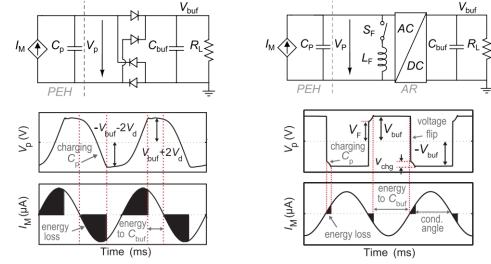 V_buf
I_M
C_P
V_P
C_buf
R_L
PEH
V_P (V)
charging
C_P
-V_buf-2V_d
V_buf+2V_d
I_M(µA)
energy loss
energy
to C_buf
Time (ms)
V_buf
I_M
C_P
V_P
S_F
L_F
AC
DC
C_buf
R_L
PEH
AR
V_P (V)
charging
C_P
V_F
V_buf
V_chg
voltage
flip
-V_buf
I_M(µA)
energy
to C_buf
energy loss
cond.
angle
Time (ms)